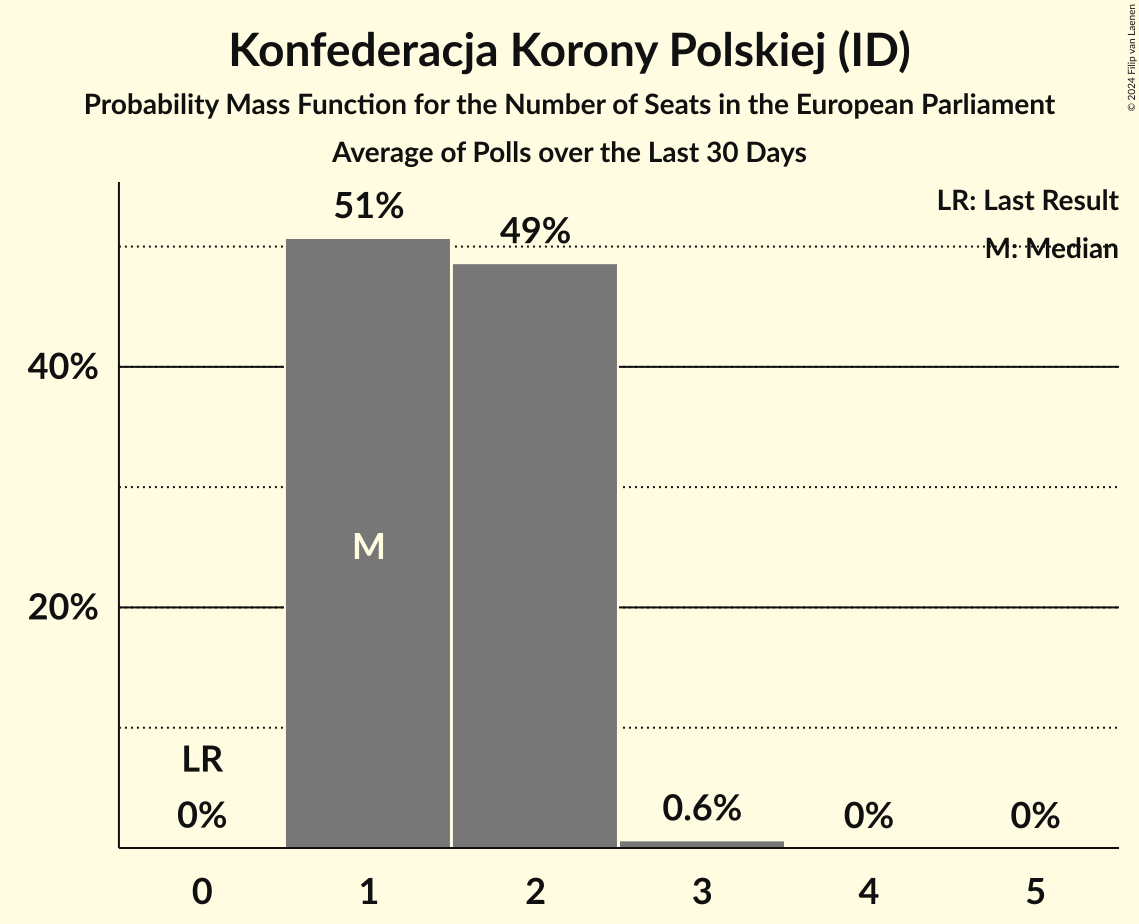 Konfederacja Korony Polskiej (ID)
Probability Mass Function for the Number of Seats in the European Parliament
Average of Polls over the Last 30 Days
© 2024 Filip van Laenen
LR: Last Result
M: Median
51%
49%
40%
M
20%
LR
0%
0.6%
0%
0%
0 1 2 3 4 5